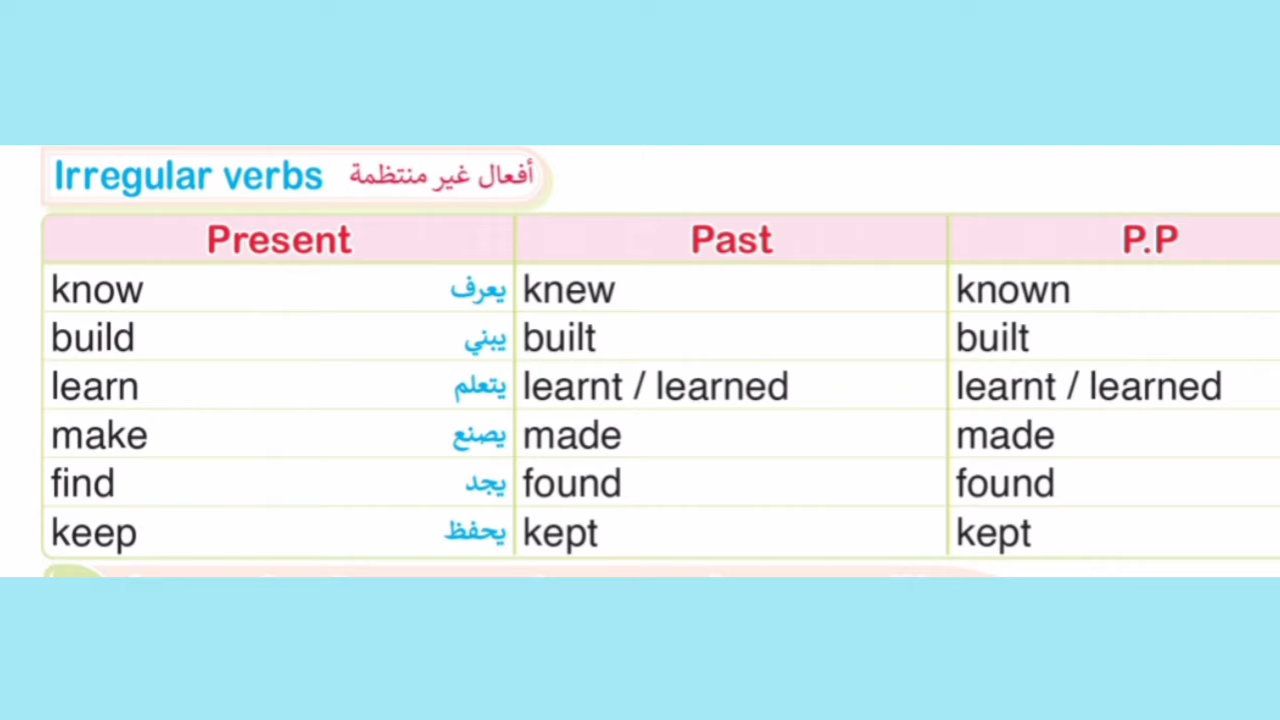 Irregular verbs أفعال غير منتظمة
Present Past P.P
know يعرف knew known
build يبني built built
learn يتعلم learnt / learned learnt / learned
make يصنع made made
find يجد found found
keep يحفظ kept kept